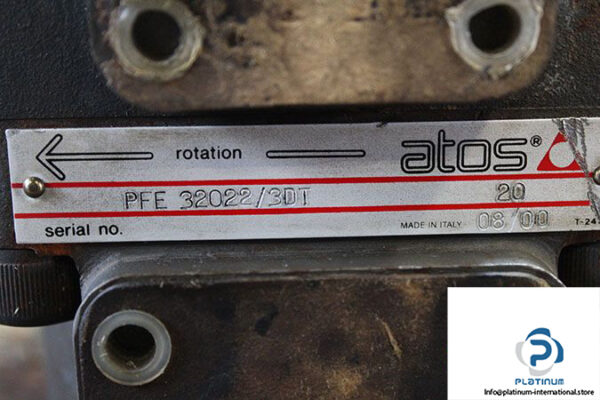 rotation
atos®
PFE 32022/3DT 20
serial no. MADE IN ITALY 08/00 T-24
PLATINUM
Info@platinum-international.store